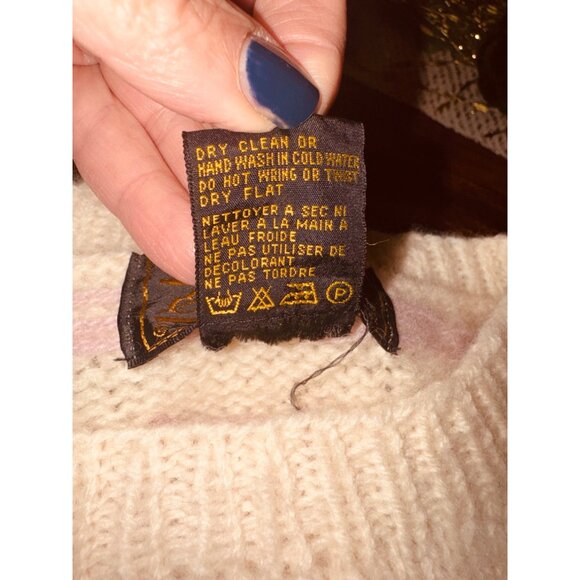 DRY CLEAN OR
HAND WASH IN COLD WATER
DO HOT WRING OR TWIST
DRY FLAT
NETTOYER A SEC NI
LAVER A LA MAIN A
LEAU FROIDE
NE PAS UTILISER DE
DECOLORANT
NE PAS TORDRE
P